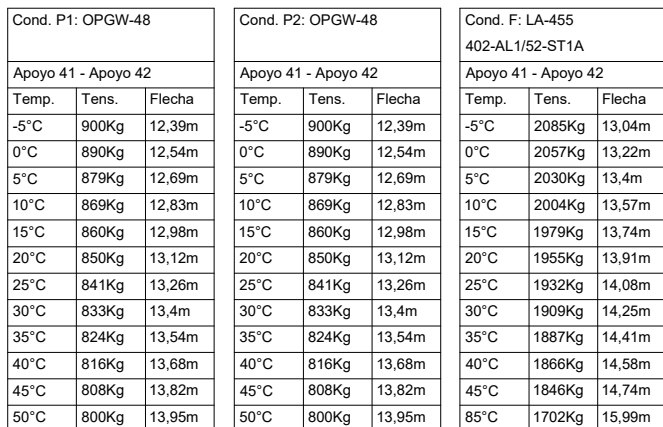 Cond. P1: OPGW-48
Apoyo 41 - Apoyo 42
Temp. Tens. Flecha
-5°C 900Kg 12,39m
0°C 890Kg 12,54m
5°C 879Kg 12,69m
10°C 869Kg 12,83m
15°C 860Kg 12,98m
20°C 850Kg 13,12m
25°C 841Kg 13,26m
30°C 833Kg 13,4m
35°C 824Kg 13,54m
40°C 816Kg 13,68m
45°C 808Kg 13,82m
50°C 800Kg 13,95m
Cond. P2: OPGW-48
Apoyo 41 - Apoyo 42
Temp. Tens. Flecha
-5°C 900Kg 12,39m
0°C 890Kg 12,54m
5°C 879Kg 12,69m
10°C 869Kg 12,83m
15°C 860Kg 12,98m
20°C 850Kg 13,12m
25°C 841Kg 13,26m
30°C 833Kg 13,4m
35°C 824Kg 13,54m
40°C 816Kg 13,68m
45°C 808Kg 13,82m
50°C 800Kg 13,95m
Cond. F: LA-455
402-AL1/52-ST1A
Apoyo 41 - Apoyo 42
Temp. Tens. Flecha
-5°C 2085Kg 13,04m
0°C 2057Kg 13,22m
5°C 2030Kg 13,4m
10°C 2004Kg 13,57m
15°C 1979Kg 13,74m
20°C 1955Kg 13,91m
25°C 1932Kg 14,08m
30°C 1909Kg 14,25m
35°C 1887Kg 14,41m
40°C 1866Kg 14,58m
45°C 1846Kg 14,74m
85°C 1702Kg 15,99m